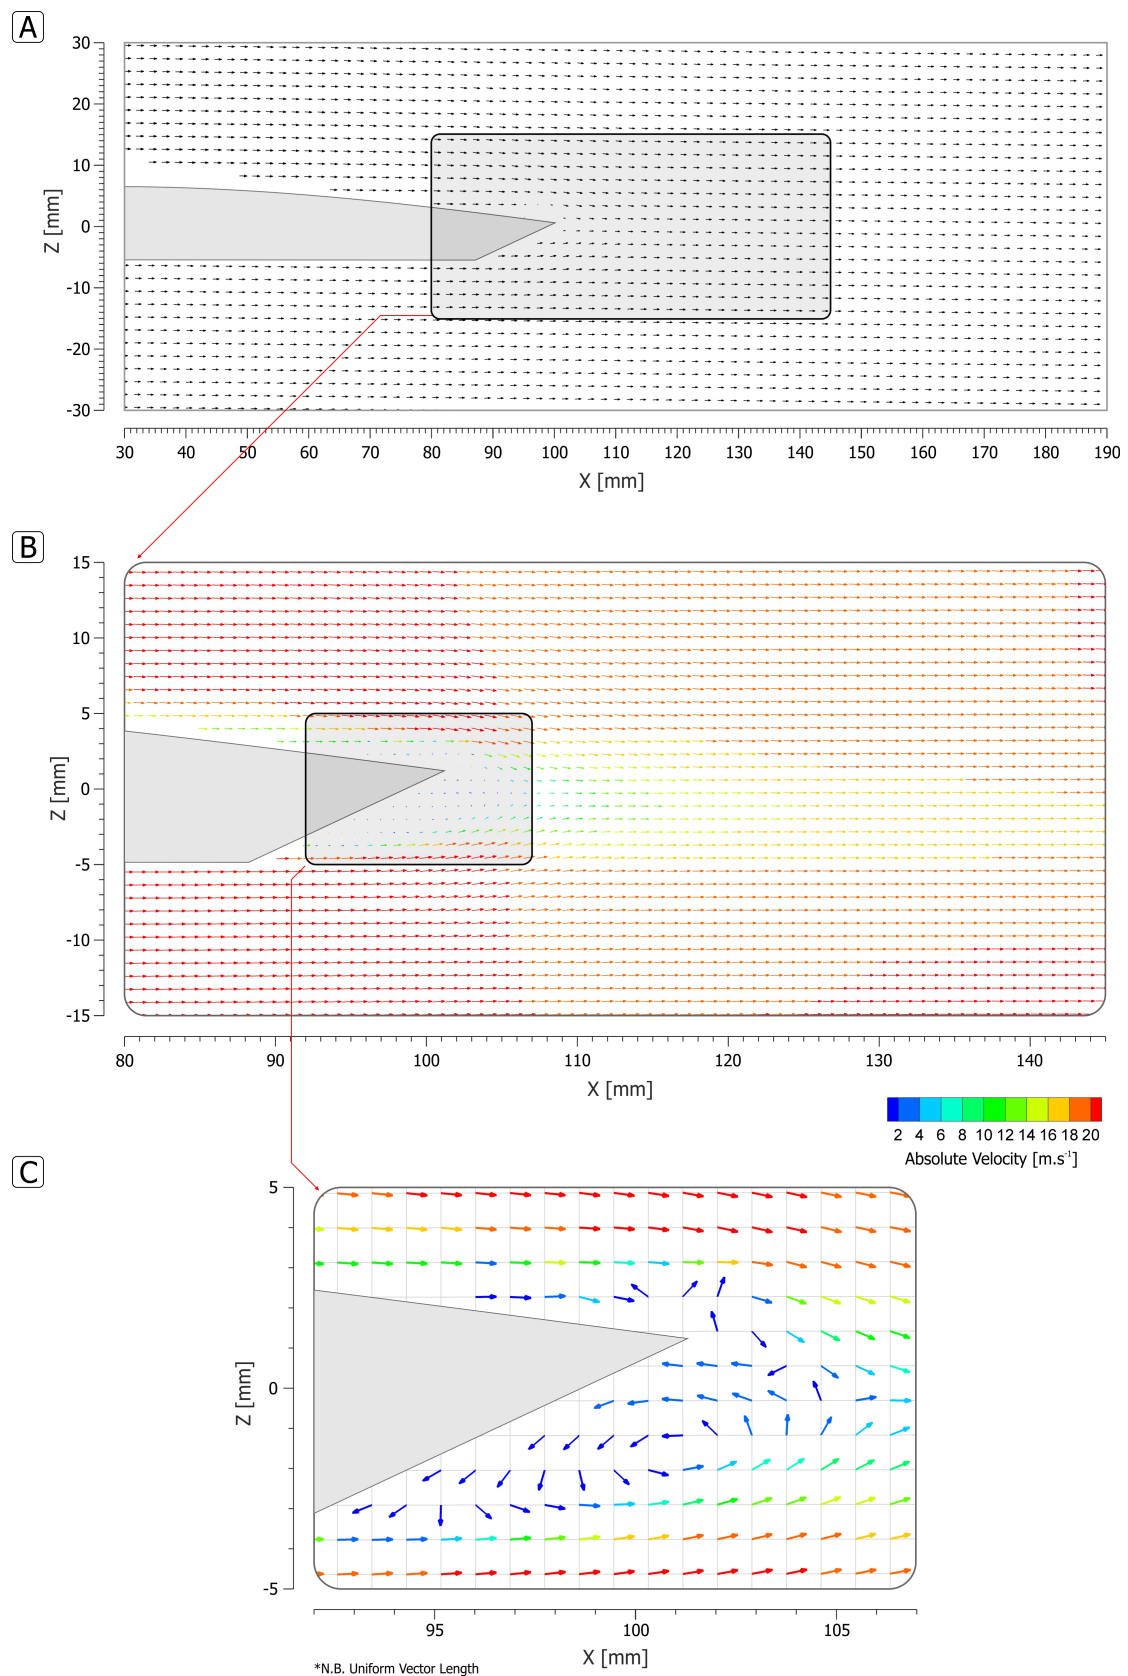 A
30
20
10
0
-10
-20
-30
Z [mm]
30 40 50 60 70 80 90 100 110 120 130 140 150 160 170 180 190
X [mm]
B
15
10
5
0
-5
-10
-15
Z [mm]
80 90 100 110 120 130 140
X [mm]
2 4 6 8 10 12 14 16 18 20
Absolute Velocity [m.s⁻¹]
C
5
0
-5
Z [mm]
95 100 105
X [mm]
*N.B. Uniform Vector Length